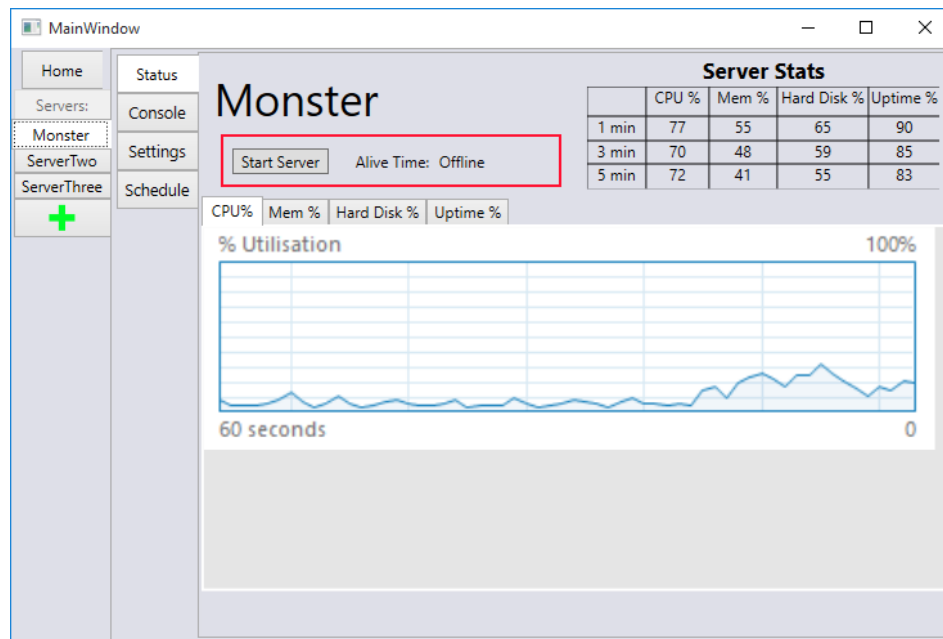 MainWindow
Home
Servers:
Monster
ServerTwo
ServerThree
Status
Console
Settings
Schedule
Monster
Start Server Alive Time: Offline
Server Stats
CPU % Mem % Hard Disk % Uptime %
1 min 77 55 65 90
3 min 70 48 59 85
5 min 72 41 55 83
CPU% Mem % Hard Disk % Uptime %
% Utilisation 100%
60 seconds 0